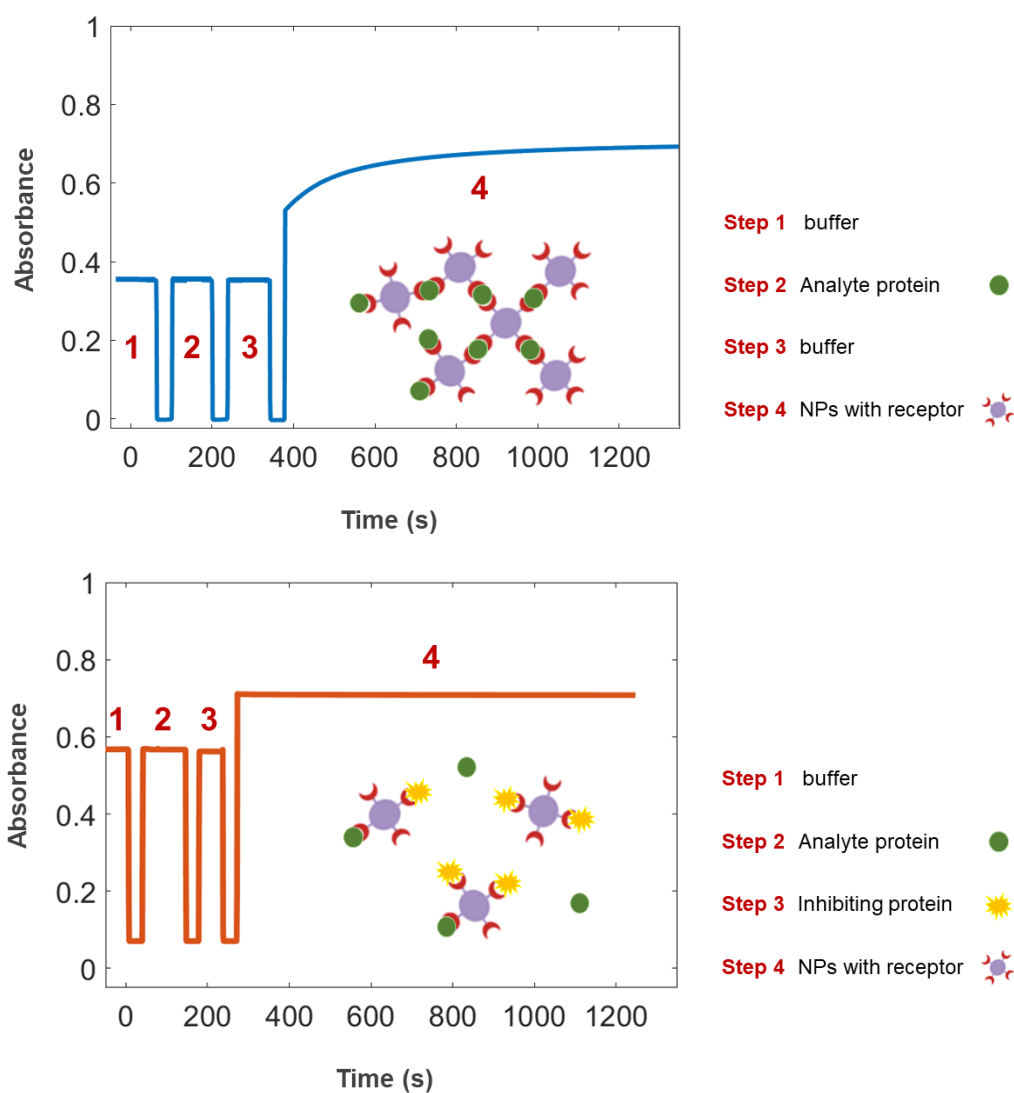 1
0.8
0.6
0.4
0.2
0
Absorbance
1
2
3
4
0 200 400 600 800 1000 1200
Time (s)
Step 1 buffer
Step 2 Analyte protein
Step 3 buffer
Step 4 NPs with receptor
1
0.8
0.6
0.4
0.2
0
Absorbance
1
2
3
4
0 200 400 600 800 1000 1200
Time (s)
Step 1 buffer
Step 2 Analyte protein
Step 3 Inhibiting protein
Step 4 NPs with receptor